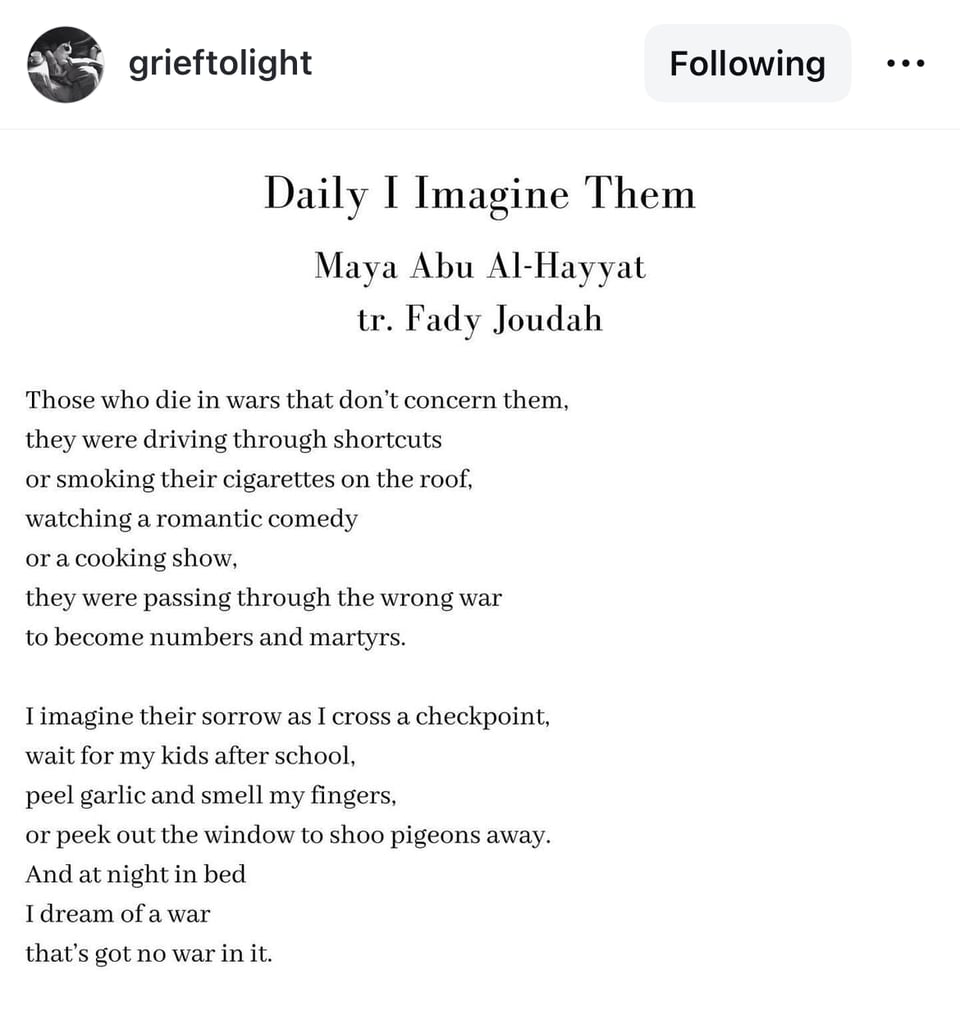 grieftolight
Following
Daily I Imagine Them
Maya Abu Al-Hayyat
tr. Fady Joudah
Those who die in wars that don’t concern them,
they were driving through shortcuts
or smoking their cigarettes on the roof,
watching a romantic comedy
or a cooking show,
they were passing through the wrong war
to become numbers and martyrs.
I imagine their sorrow as I cross a checkpoint,
wait for my kids after school,
peel garlic and smell my fingers,
or peek out the window to shoo pigeons away.
And at night in bed
I dream of a war
that’s got no war in it.